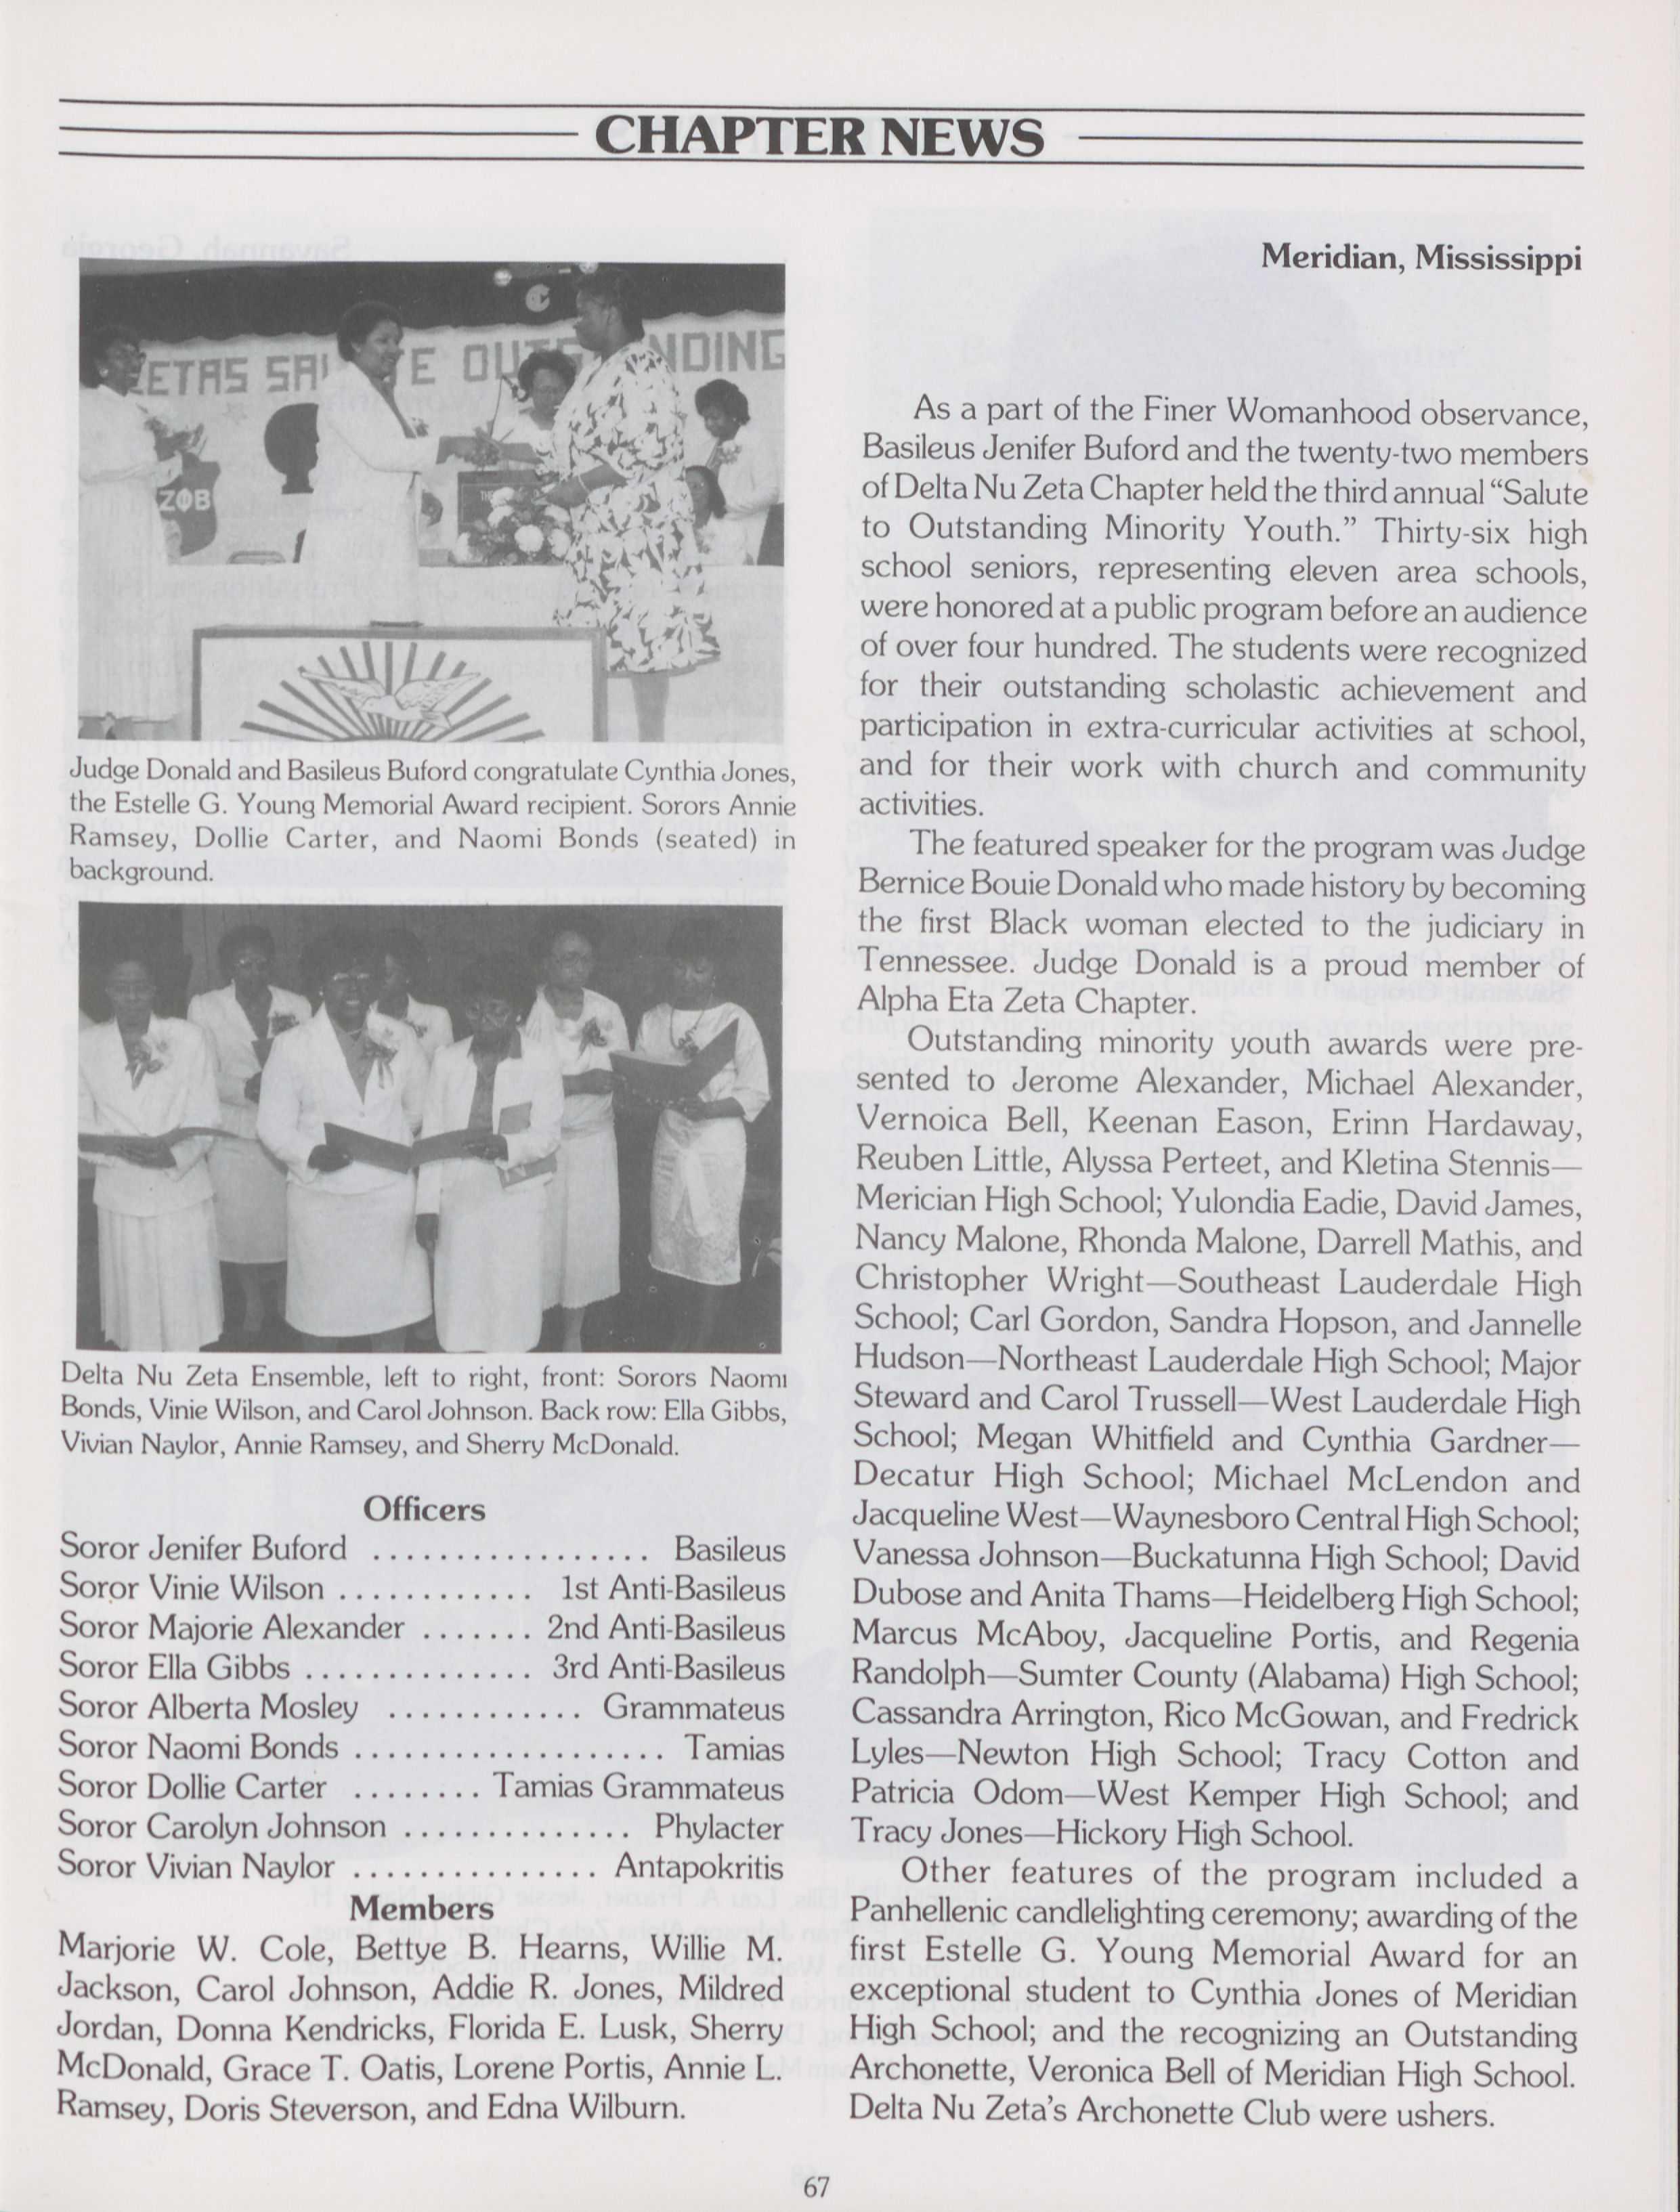 CHAPTER NEWS
ETAS SA E OU NDING
ZΦB
THE
Judge Donald and Basileus Buford congratulate Cynthia Jones,
the Estelle G. Young Memorial Award recipient. Sorors Annie
Ramsey, Dollie Carter, and Naomi Bonds (seated) in
background.
Delta Nu Zeta Ensemble, left to right, front: Sorors Naomi
Bonds, Vinie Wilson, and Carol Johnson. Back row: Ella Gibbs,
Vivian Naylor, Annie Ramsey, and Sherry McDonald.
Officers
Soror Jenifer Buford ................. Basileus
Soror Vinie Wilson ............ 1st Anti-Basileus
Soror Majorie Alexander ....... 2nd Anti-Basileus
Soror Ella Gibbs .............. 3rd Anti-Basileus
Soror Alberta Mosley ............ Grammateus
Soror Naomi Bonds ................... Tamias
Soror Dollie Carter ........ Tamias Grammateus
Soror Carolyn Johnson .............. Phylacter
Soror Vivian Naylor ............... Antapokritis
Members
Marjorie W. Cole, Bettye B. Hearns, Willie M.
Jackson, Carol Johnson, Addie R. Jones, Mildred
Jordan, Donna Kendricks, Florida E. Lusk, Sherry
McDonald, Grace T. Oatis, Lorene Portis, Annie L.
Ramsey, Doris Steverson, and Edna Wilburn.
Meridian, Mississippi
As a part of the Finer Womanhood observance,
Basileus Jenifer Buford and the twenty-two members
of Delta Nu Zeta Chapter held the third annual “Salute
to Outstanding Minority Youth.” Thirty-six high
school seniors, representing eleven area schools,
were honored at a public program before an audience
of over four hundred. The students were recognized
for their outstanding scholastic achievement and
participation in extra-curricular activities at school,
and for their work with church and community
activities.
The featured speaker for the program was Judge
Bernice Bouie Donald who made history by becoming
the first Black woman elected to the judiciary in
Tennessee. Judge Donald is a proud member of
Alpha Eta Zeta Chapter.
Outstanding minority youth awards were pre-
sented to Jerome Alexander, Michael Alexander,
Vernoica Bell, Keenan Eason, Erinn Hardaway,
Reuben Little, Alyssa Perteet, and Kletina Stennis—
Merician High School; Yulondia Eadie, David James,
Nancy Malone, Rhonda Malone, Darrell Mathis, and
Christopher Wright—Southeast Lauderdale High
School; Carl Gordon, Sandra Hopson, and Jannelle
Hudson—Northeast Lauderdale High School; Major
Steward and Carol Trussell—West Lauderdale High
School; Megan Whitfield and Cynthia Gardner—
Decatur High School; Michael McLendon and
Jacqueline West—Waynesboro Central High School;
Vanessa Johnson—Buckatunna High School; David
Dubose and Anita Thams—Heidelberg High School;
Marcus McAboy, Jacqueline Portis, and Regenia
Randolph—Sumter County (Alabama) High School;
Cassandra Arrington, Rico McGowan, and Fredrick
Lyles—Newton High School; Tracy Cotton and
Patricia Odom—West Kemper High School; and
Tracy Jones—Hickory High School.
Other features of the program included a
Panhellenic candlelighting ceremony; awarding of the
first Estelle G. Young Memorial Award for an
exceptional student to Cynthia Jones of Meridian
High School; and the recognizing an Outstanding
Archonette, Veronica Bell of Meridian High School.
Delta Nu Zeta’s Archonette Club were ushers.
67